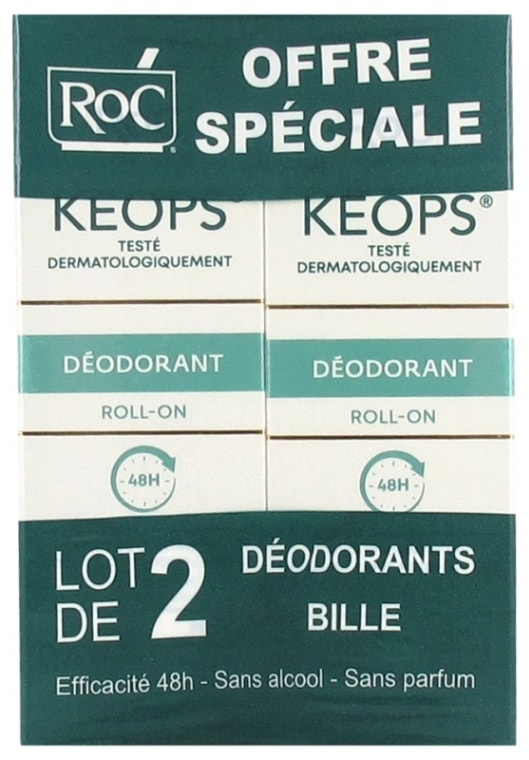 RoC®
OFFRE
SPÉCIALE
KEOPS®
TESTÉ
DERMATOLOGIQUEMENT
DÉODORANT
ROLL-ON
48H
KEOPS®
TESTÉ
DERMATOLOGIQUEMENT
DÉODORANT
ROLL-ON
48H
LOT
DE 2
DÉODORANTS
BILLE
Efficacité 48h - Sans alcool - Sans parfum